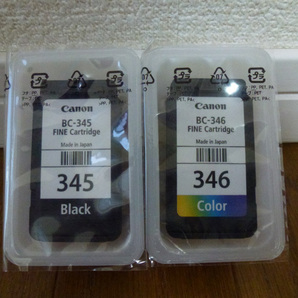 Canon
BC-345
FINE Cartridge
Made in Japan
345
Black
Canon
BC-346
FINE Cartridge
Made in Japan
346
Color